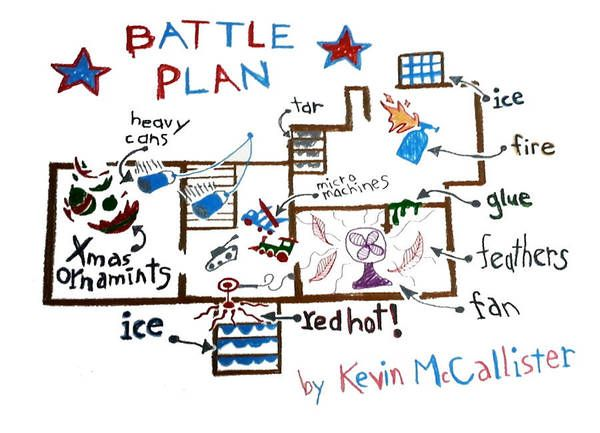 BATTLE
PLAN
heavy
cans
tar
ice
fire
micro
machines
glue
Xmas
ornamints
feathers
fan
ice
red hot!
by Kevin McCallister